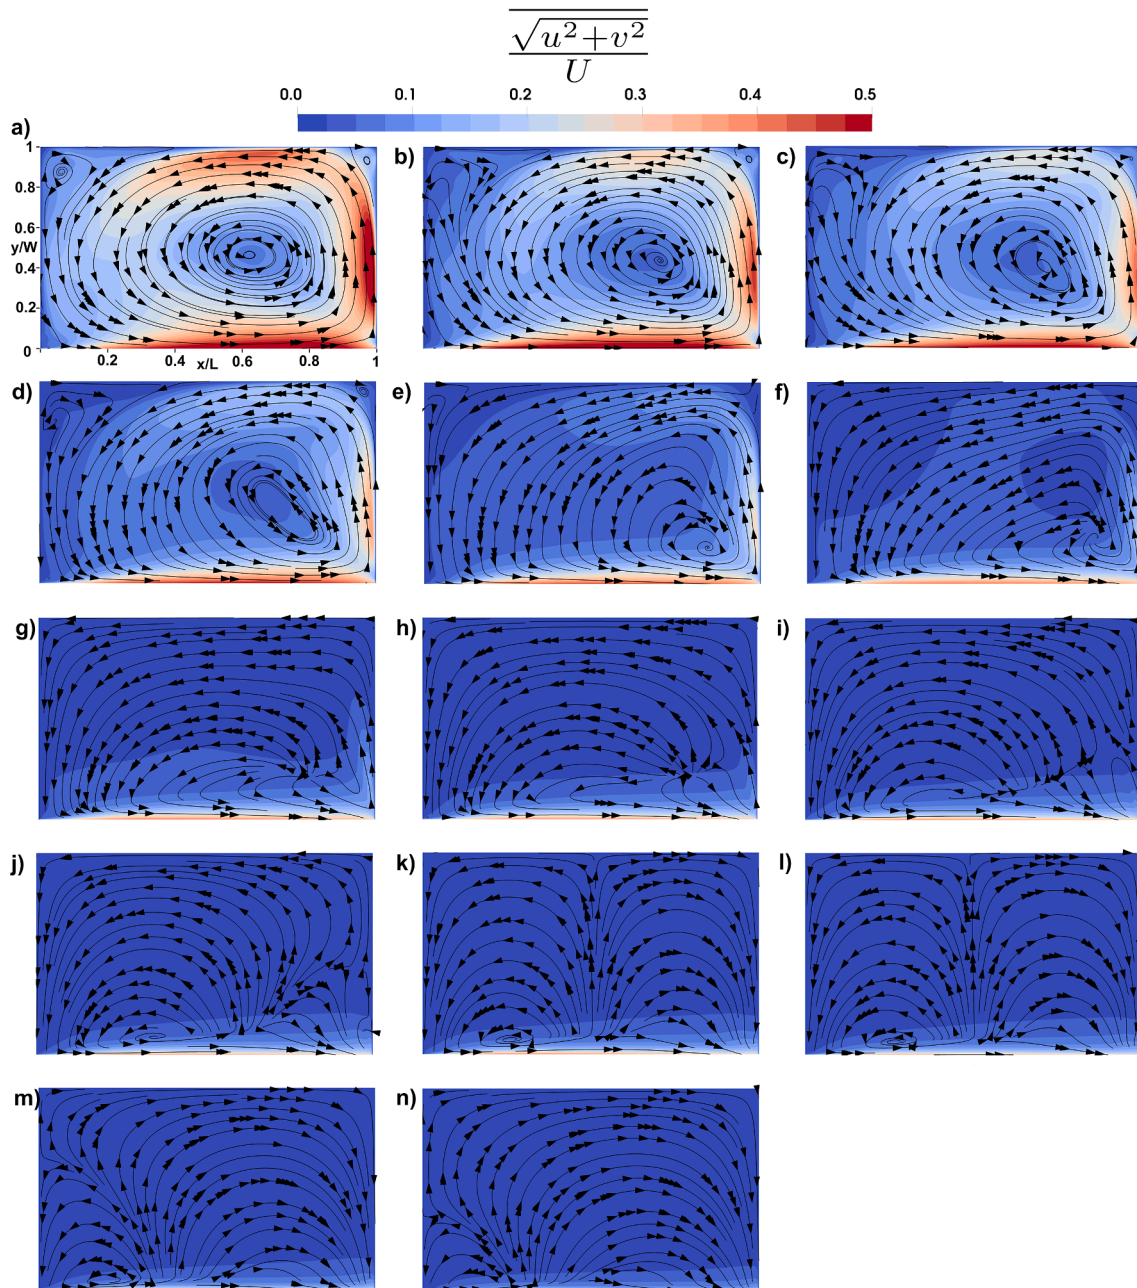 √u²+v²
U
0.0 0.1 0.2 0.3 0.4 0.5
a) b) c)
1
0.8
0.6
y/W
0.4
0.2
0
0.2 0.4 x/L 0.6 0.8 1
d) e) f)
g) h) i)
j) k) l)
m) n)